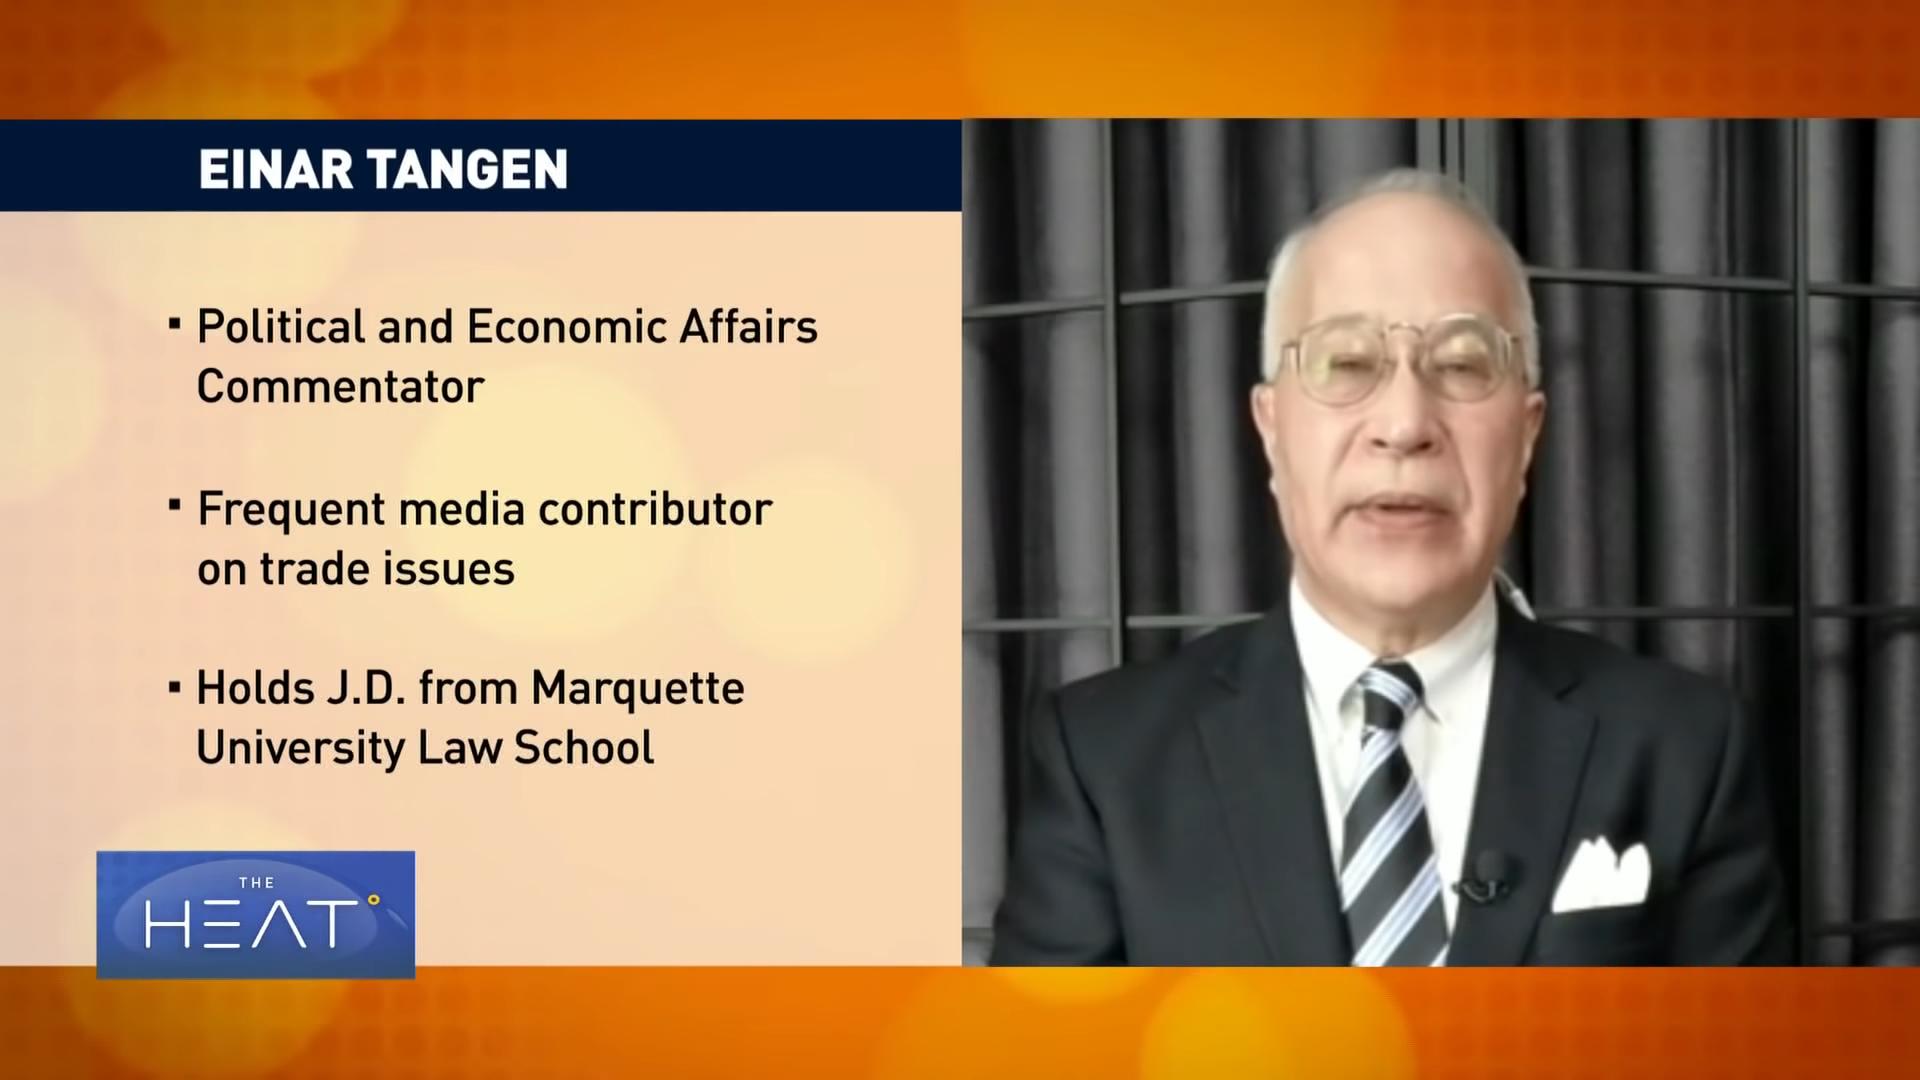 EINAR TANGEN
▪ Political and Economic Affairs
Commentator
▪ Frequent media contributor
on trade issues
▪ Holds J.D. from Marquette
University Law School
THE
HEAT